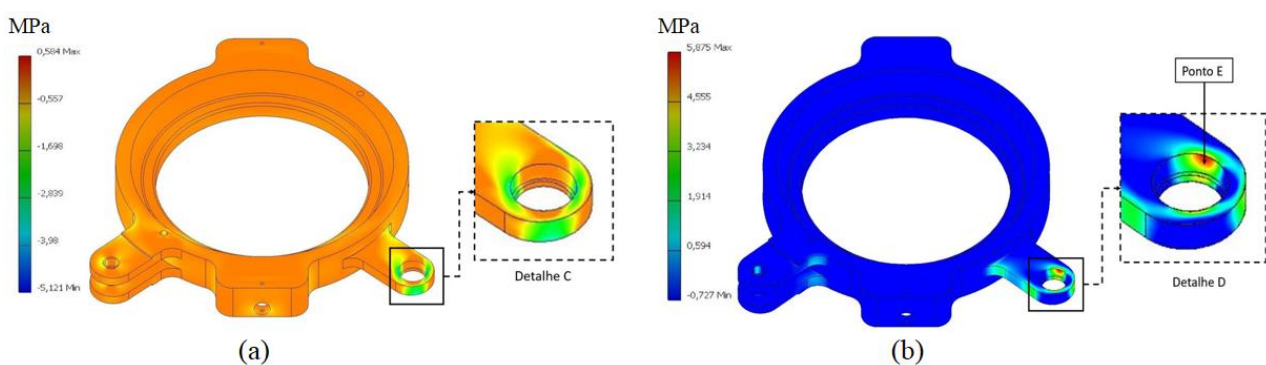 MPa
0,584 Max
-0,557
-1,698
-2,839
-3,98
-5,121 Min
Detalhe C
(a)
MPa
5,875 Max
4,555
3,234
1,914
0,594
-0,727 Min
Ponto E
Detalhe D
(b)